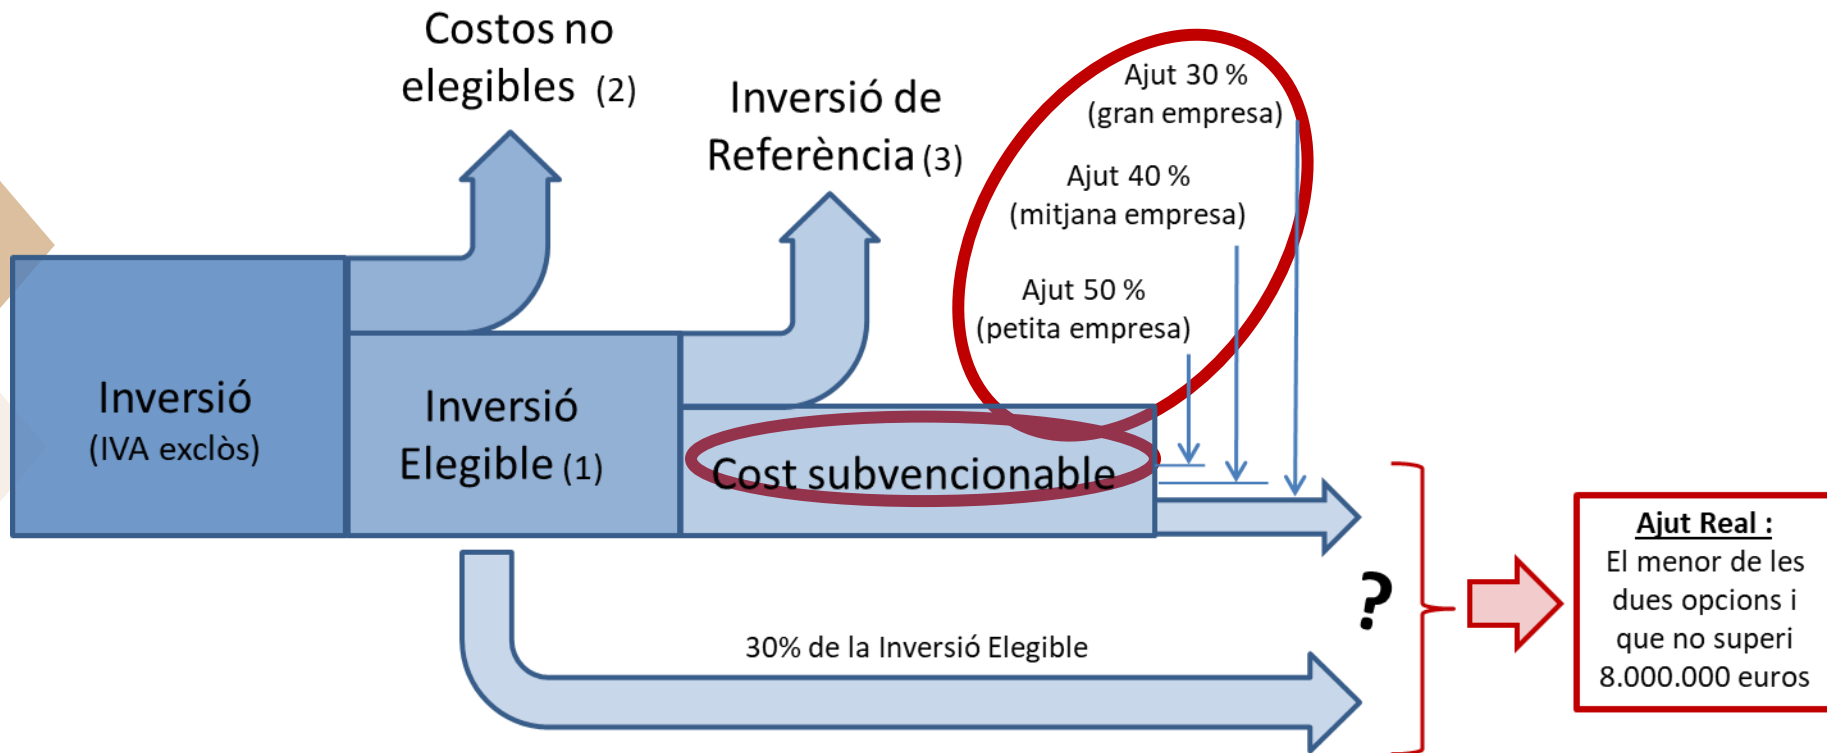 Costos no
elegibles (2)
Inversió de
Referència (3)
Ajut 30 %
(gran empresa)
Ajut 40 %
(mitjana empresa)
Ajut 50 %
(petita empresa)
Inversió
(IVA exclòs)
Inversió
Elegible (1)
Cost subvencionable
?
30% de la Inversió Elegible
Ajut Real :
El menor de les
dues opcions i
que no superi
8.000.000 euros